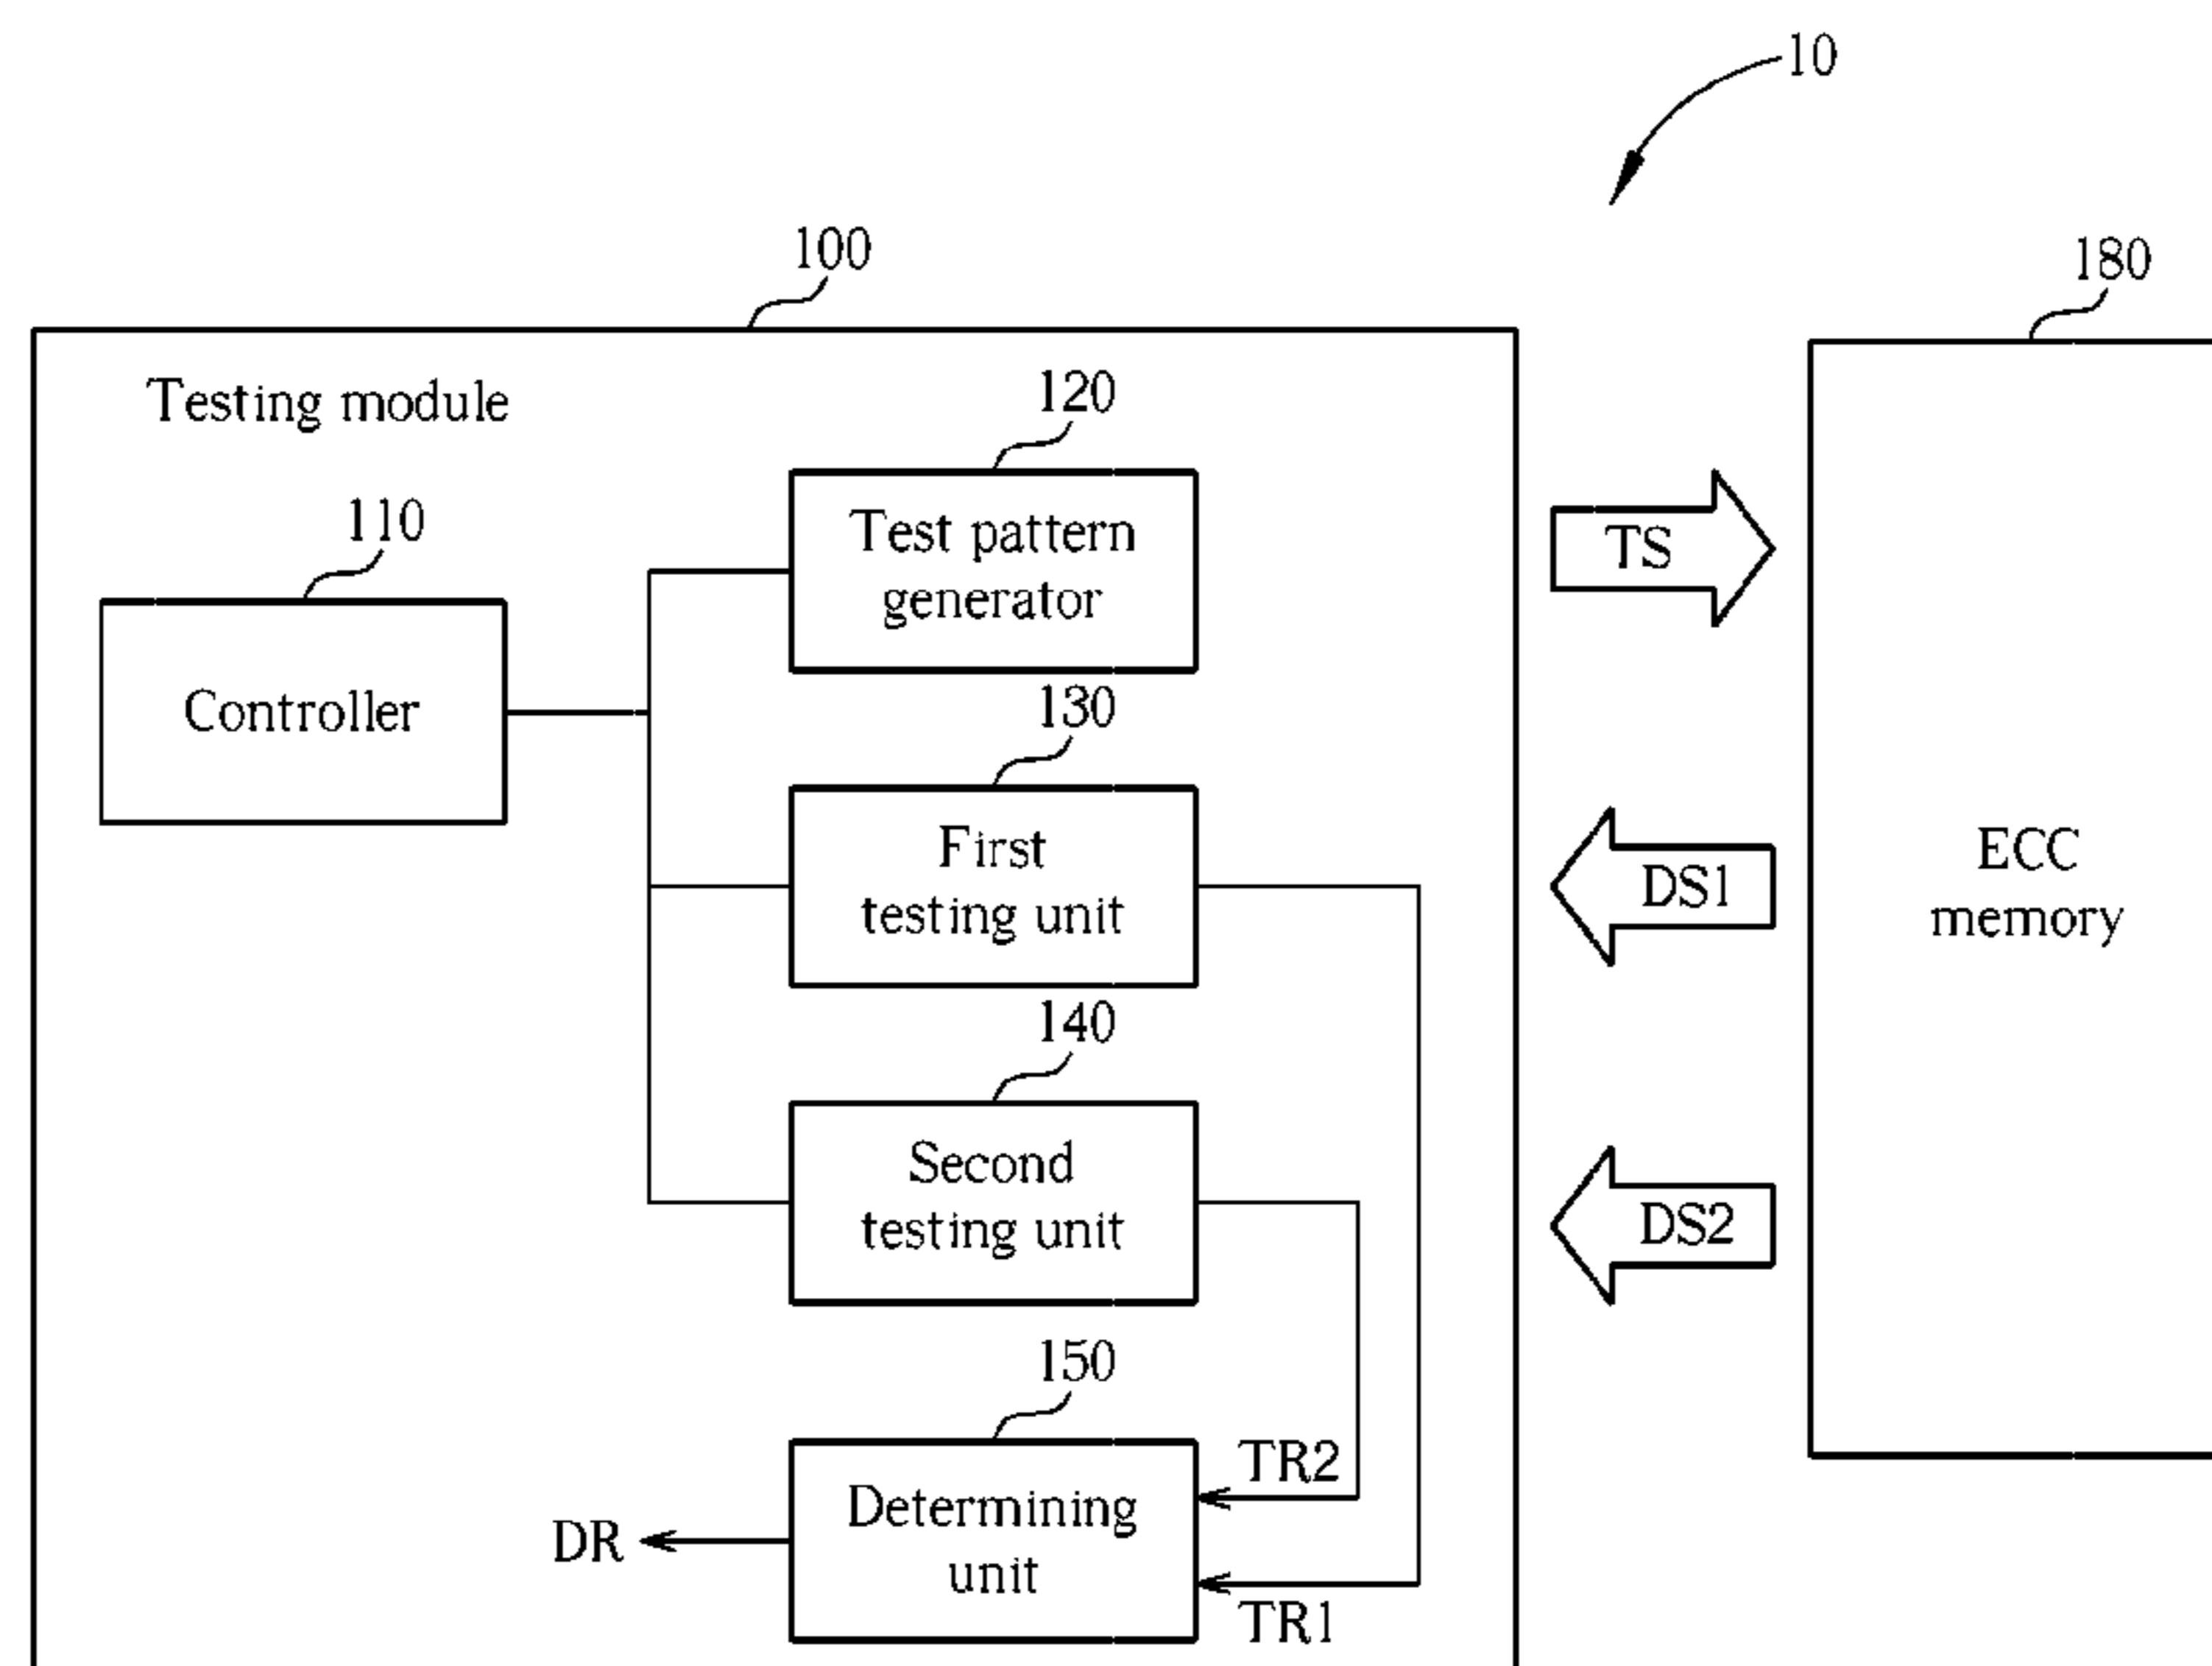 10
100
180
Testing module
120
Test pattern
generator
TS
110
Controller
130
First
testing unit
DS1
ECC
memory
140
Second
testing unit
DS2
150
Determining
unit
TR2
DR
TR1